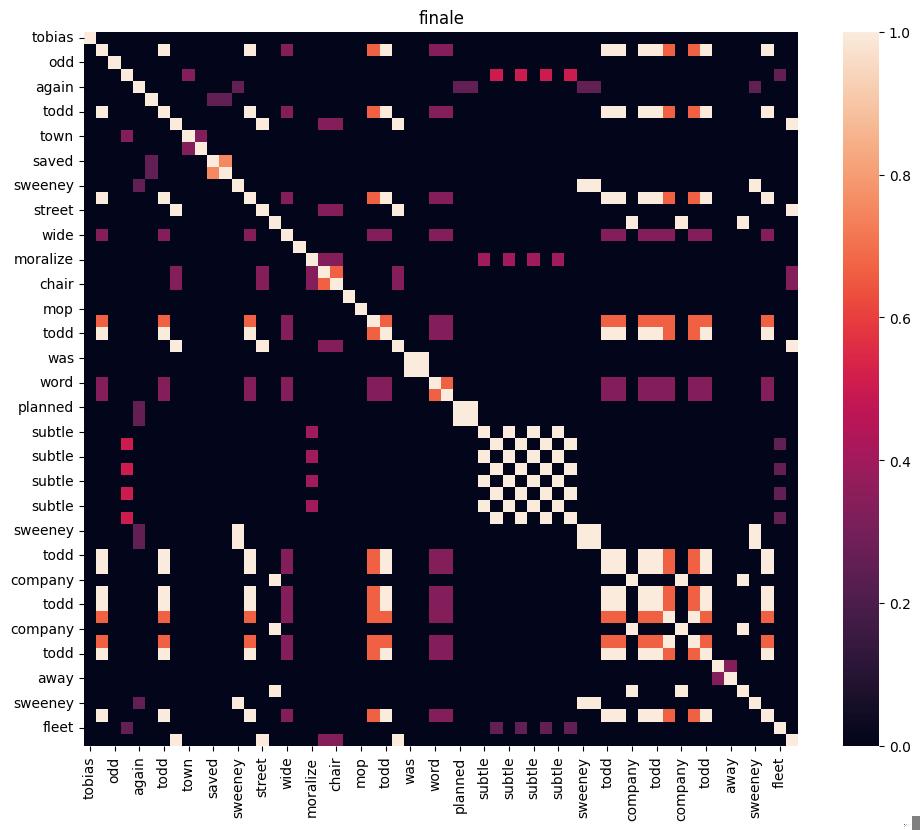 finale
tobias
odd
again
todd
town
saved
sweeney
street
wide
moralize
chair
mop
todd
was
word
planned
subtle
subtle
subtle
subtle
sweeney
todd
company
todd
company
todd
away
sweeney
fleet
1.0
0.8
0.6
0.4
0.2
0.0
tobias
odd
again
todd
town
saved
sweeney
street
wide
moralize
chair
mop
todd
was
word
planned
subtle
subtle
subtle
subtle
sweeney
todd
company
todd
company
todd
away
sweeney
fleet